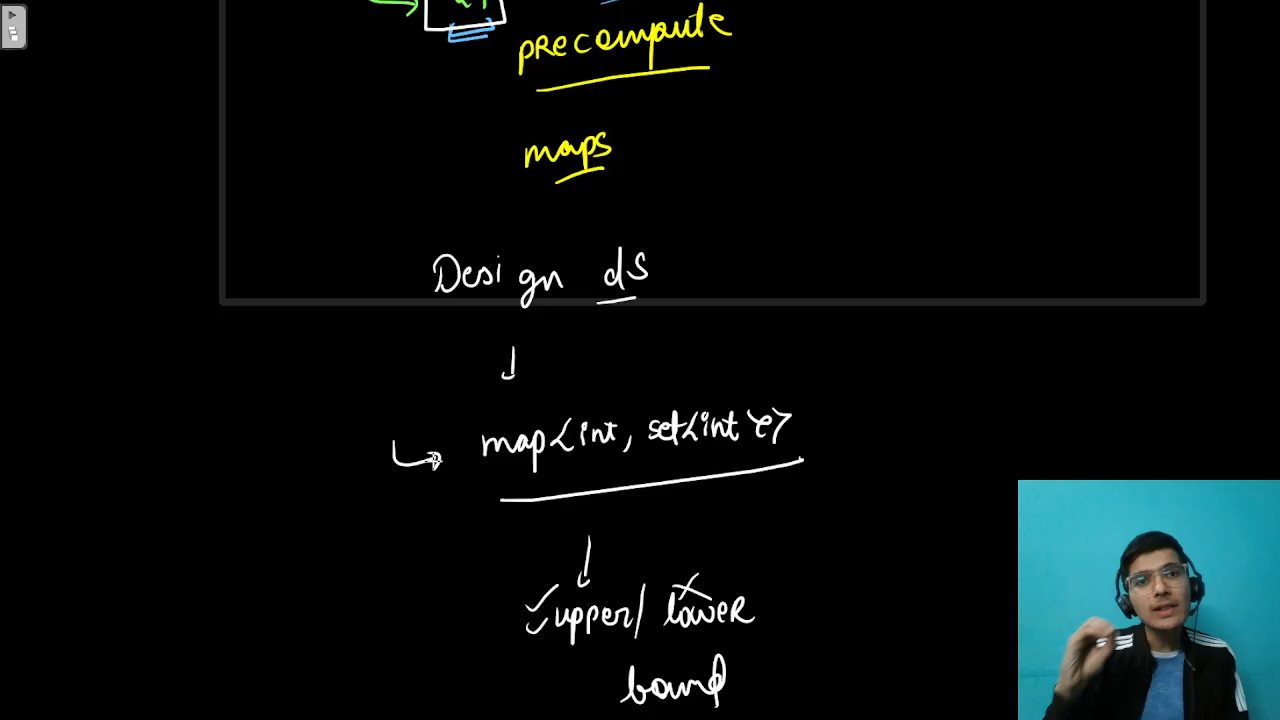 precompute
maps
Design ds
map<int, set<int>>
upper/lower
bound